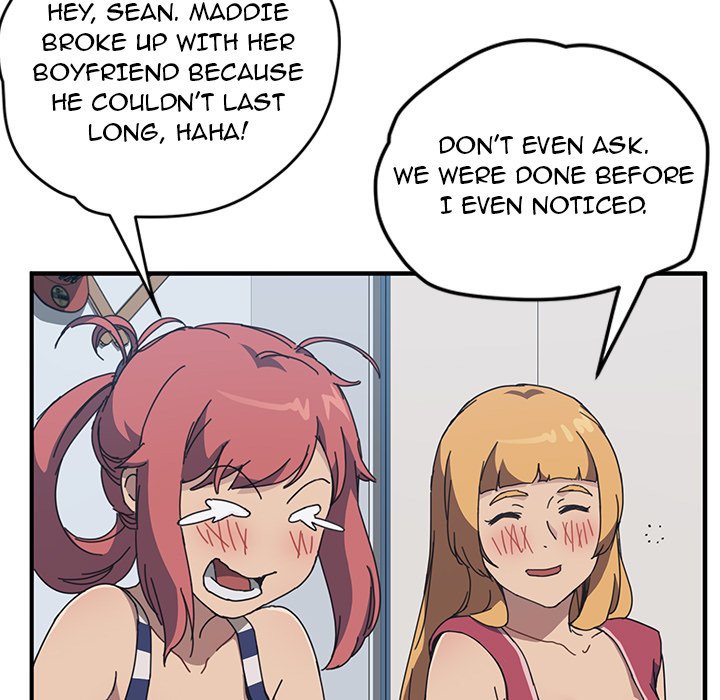 HEY, SEAN. MADDIE
BROKE UP WITH HER
BOYFRIEND BECAUSE
HE COULDN'T LAST
LONG, HAHA!
DON'T EVEN ASK.
WE WERE DONE BEFORE
I EVEN NOTICED.